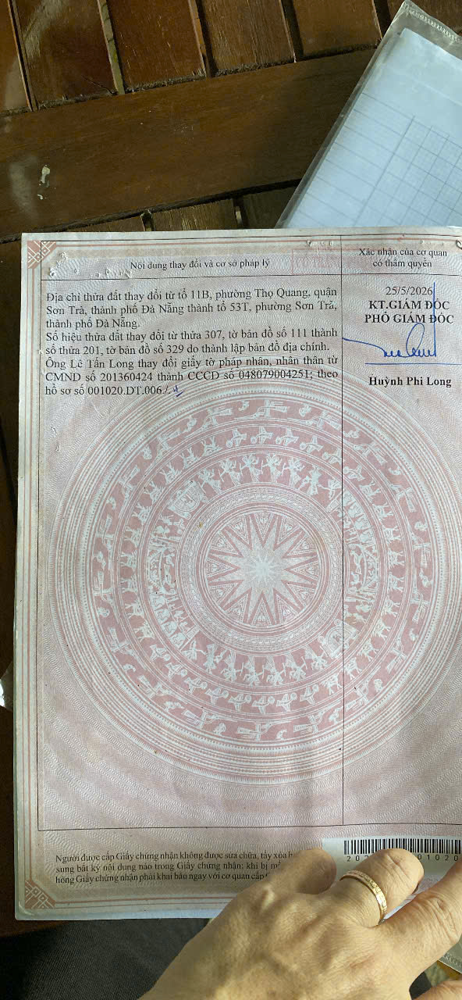 Nội dung thay đổi và cơ sở pháp lý
Xác nhận của cơ quan
có thẩm quyền
Địa chỉ thửa đất thay đổi từ tổ 11B, phường Thọ Quang, quận
Sơn Trà, thành phố Đà Nẵng thành tổ 53T, phường Sơn Trà,
thành phố Đà Nẵng.
Số hiệu thửa đất thay đổi từ thửa 307, tờ bản đồ số 111 thành
số thửa 201, tờ bản đồ số 329 do thành lập bản đồ địa chính.
Ông Lê Tấn Long thay đổi giấy tờ pháp nhân, nhân thân từ
CMND số 201360424 thành CCCD số 048079004251; theo
hồ sơ số 001020.DT.006./.
25/5/2026
KT.GIÁM ĐỐC
PHÓ GIÁM ĐỐC
Huỳnh Phi Long
Người được cấp Giấy chứng nhận không được sửa chữa, tẩy xóa
sung bất kỳ nội dung nào trong Giấy chứng nhận; khi bị
hỏng Giấy chứng nhận phải khai báo ngay với cơ quan cấp